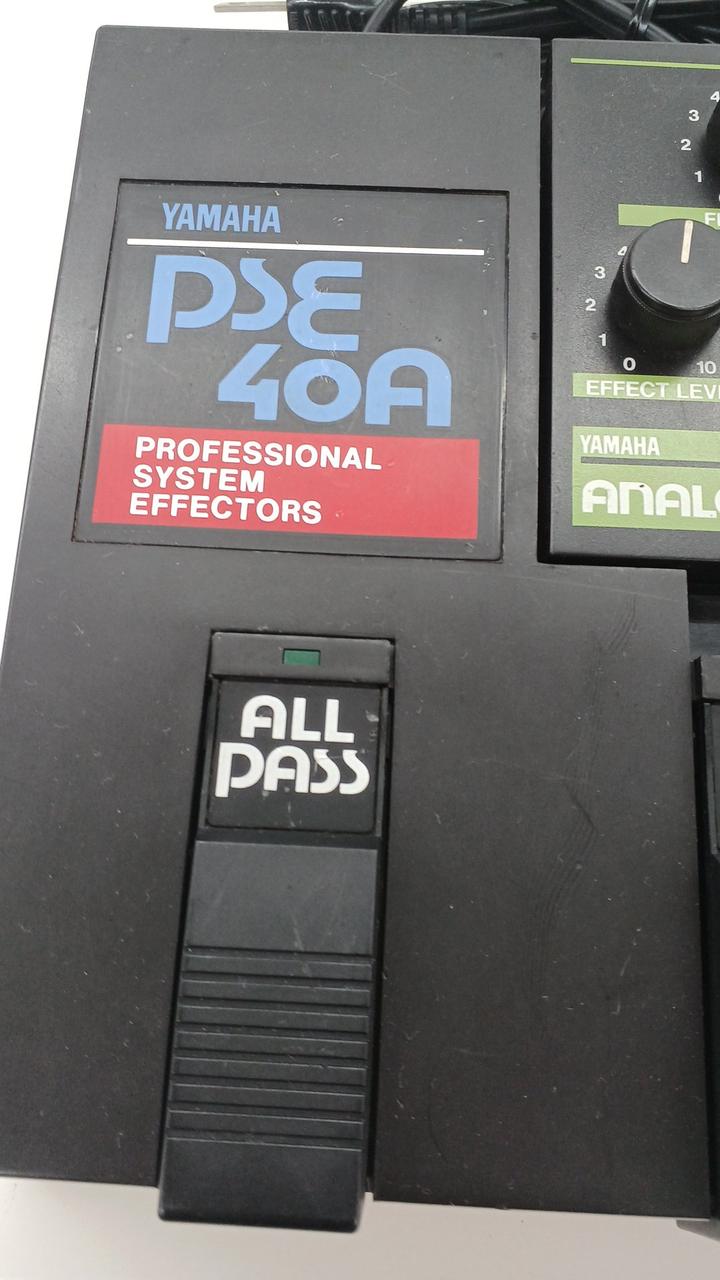 YAMAHA
PSE
40A
PROFESSIONAL
SYSTEM
EFFECTORS
ALL
PASS
4
3
2
1
4
3
2
1
0
10
EFFECT
YAMAHA